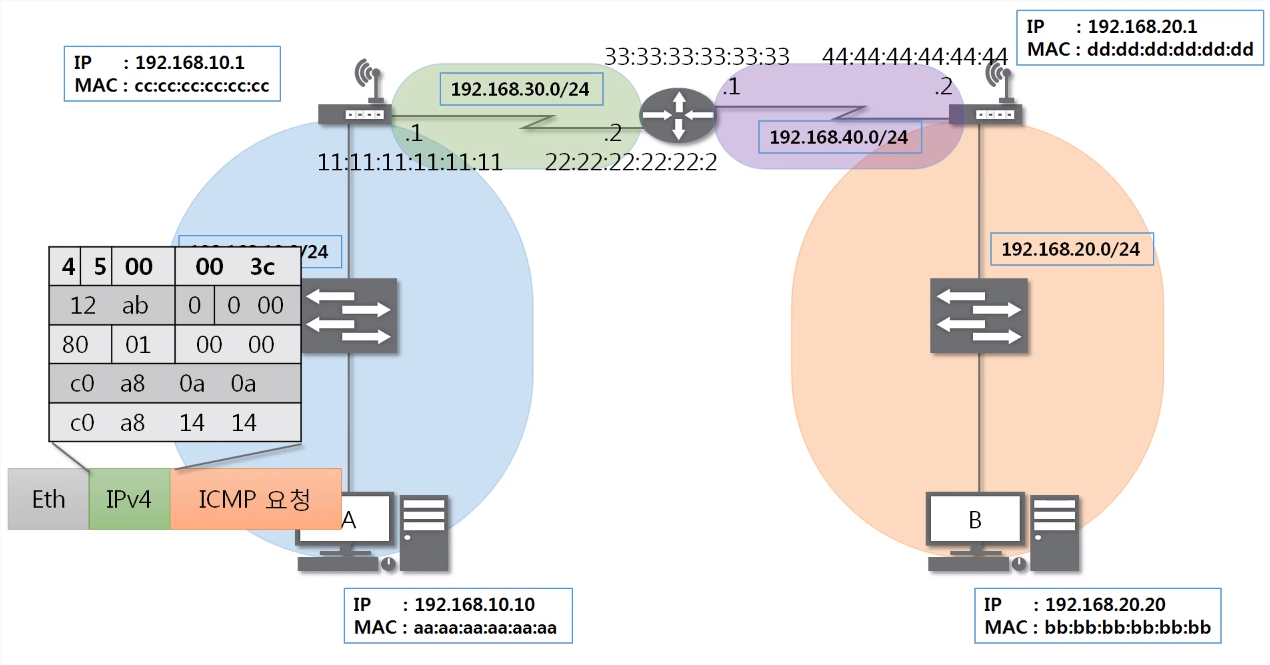 IP : 192.168.10.1
MAC : cc:cc:cc:cc:cc:cc
IP : 192.168.20.1
MAC : dd:dd:dd:dd:dd:dd
33:33:33:33:33:33
44:44:44:44:44:44
192.168.30.0/24
.1
.2
.1
.2
192.168.40.0/24
11:11:11:11:11:11
22:22:22:22:22:2
/24
192.168.20.0/24
4 5 00 00 3c
12 ab 0 0 00
80 01 00 00
c0 a8 0a 0a
c0 a8 14 14
Eth IPv4 ICMP 요청
A
B
IP : 192.168.10.10
MAC : aa:aa:aa:aa:aa:aa
IP : 192.168.20.20
MAC : bb:bb:bb:bb:bb:bb